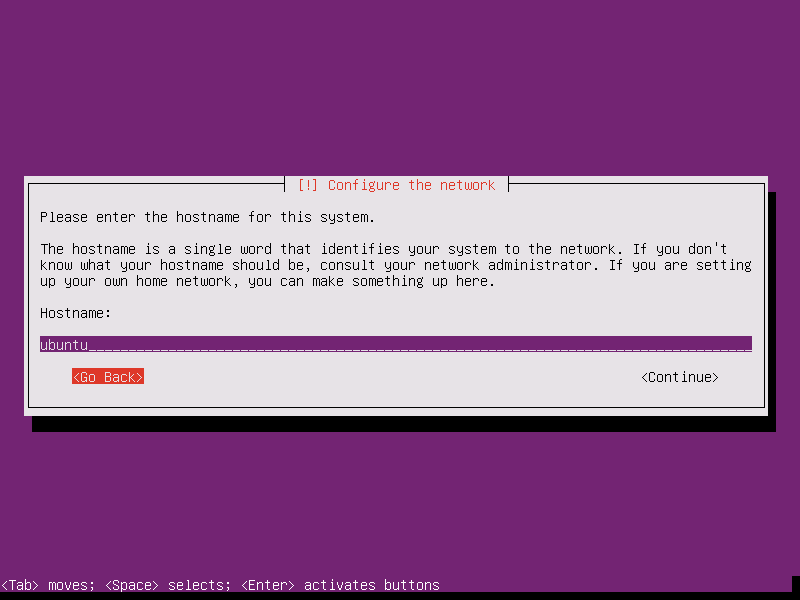 [!] Configure the network
Please enter the hostname for this system.
The hostname is a single word that identifies your system to the network. If you don't
know what your hostname should be, consult your network administrator. If you are setting
up your own home network, you can make something up here.
Hostname:
ubuntu
<Go Back> <Continue>
<Tab> moves; <Space> selects; <Enter> activates buttons